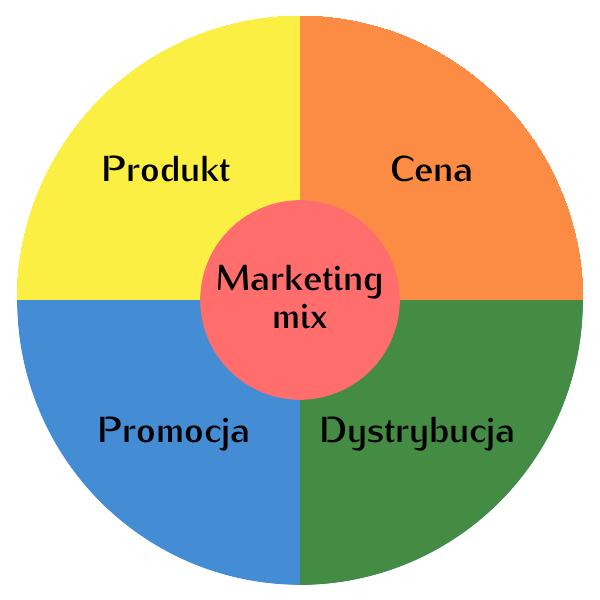 Produkt
Cena
Marketing
mix
Promocja
Dystrybucja